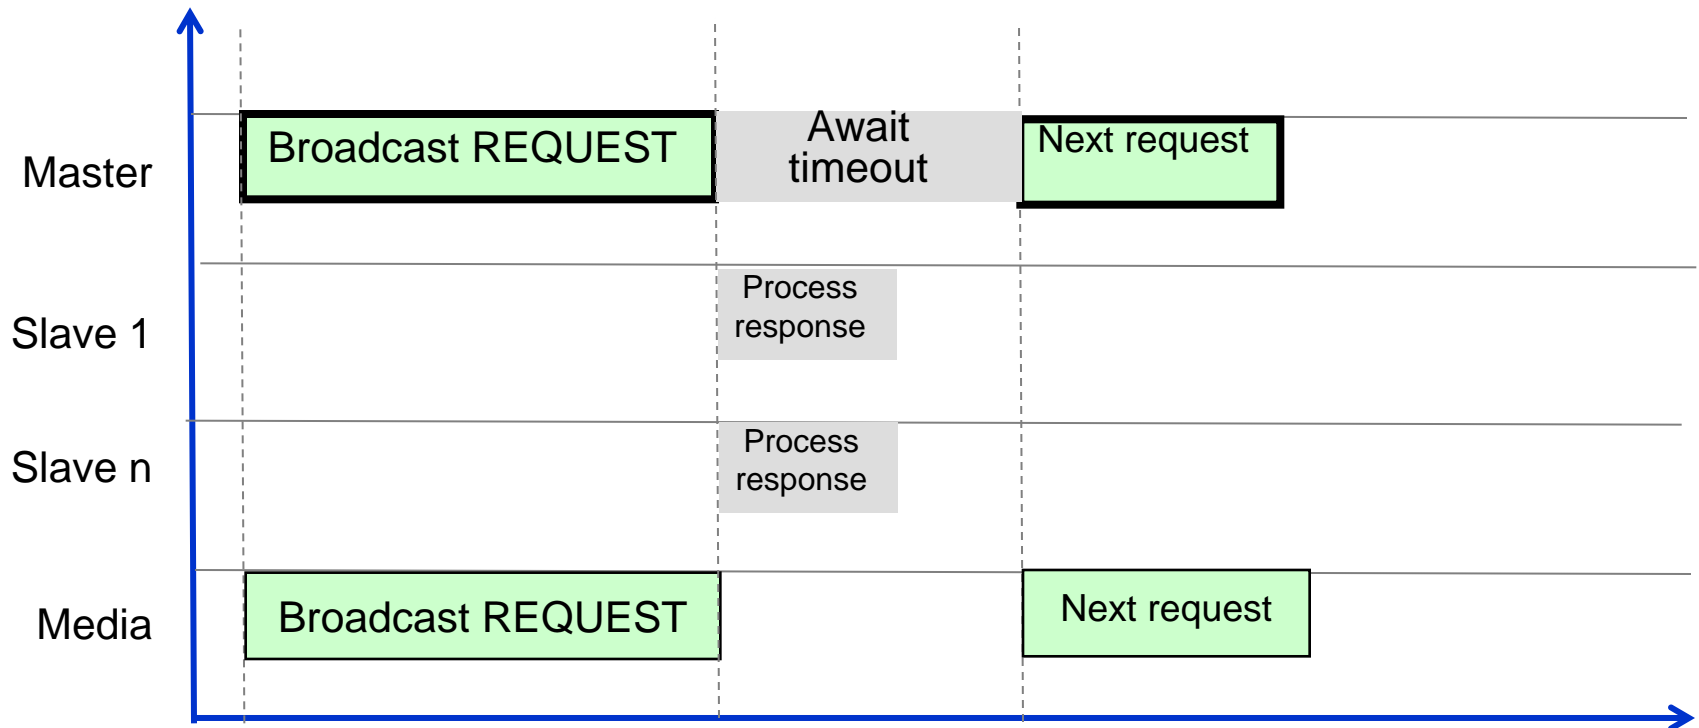 Master
Broadcast REQUEST
Await
timeout
Next request
Slave 1
Process
response
Slave n
Process
response
Media
Broadcast REQUEST
Next request